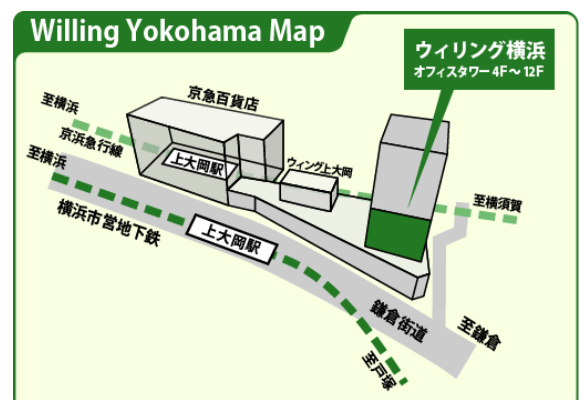 Willing Yokohama Map
ウィリング横浜
オフィスタワー4F〜12F
京急百貨店
至横浜
京浜急行線
上大岡駅
ウィング上大岡
至横浜
至横須賀
横浜市営地下鉄
上大岡駅
鎌倉街道
至鎌倉
至戸塚